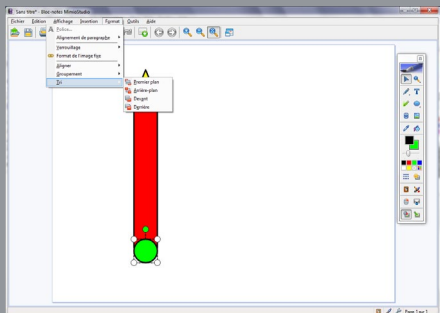 Sans titre* - Bloc-notes MimioStudio
Fichier Edition Affichage Insertion Format Outils Aide
Police...
Alignement de paragraphe
Verrouillage
Format de l'image fixe
Aligner
Groupement
Tri
Premier plan
Arrière-plan
Devant
Derrière
T
Page 1 sur 1